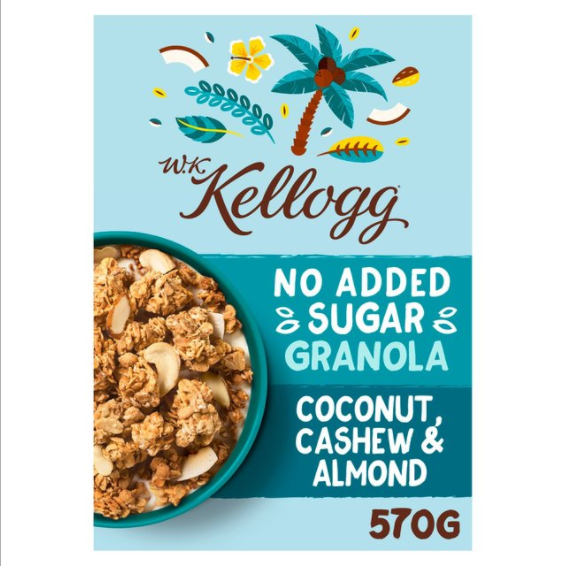 W.K.
Kellogg
NO ADDED
SUGAR
GRANOLA
COCONUT,
CASHEW &
ALMOND
570G